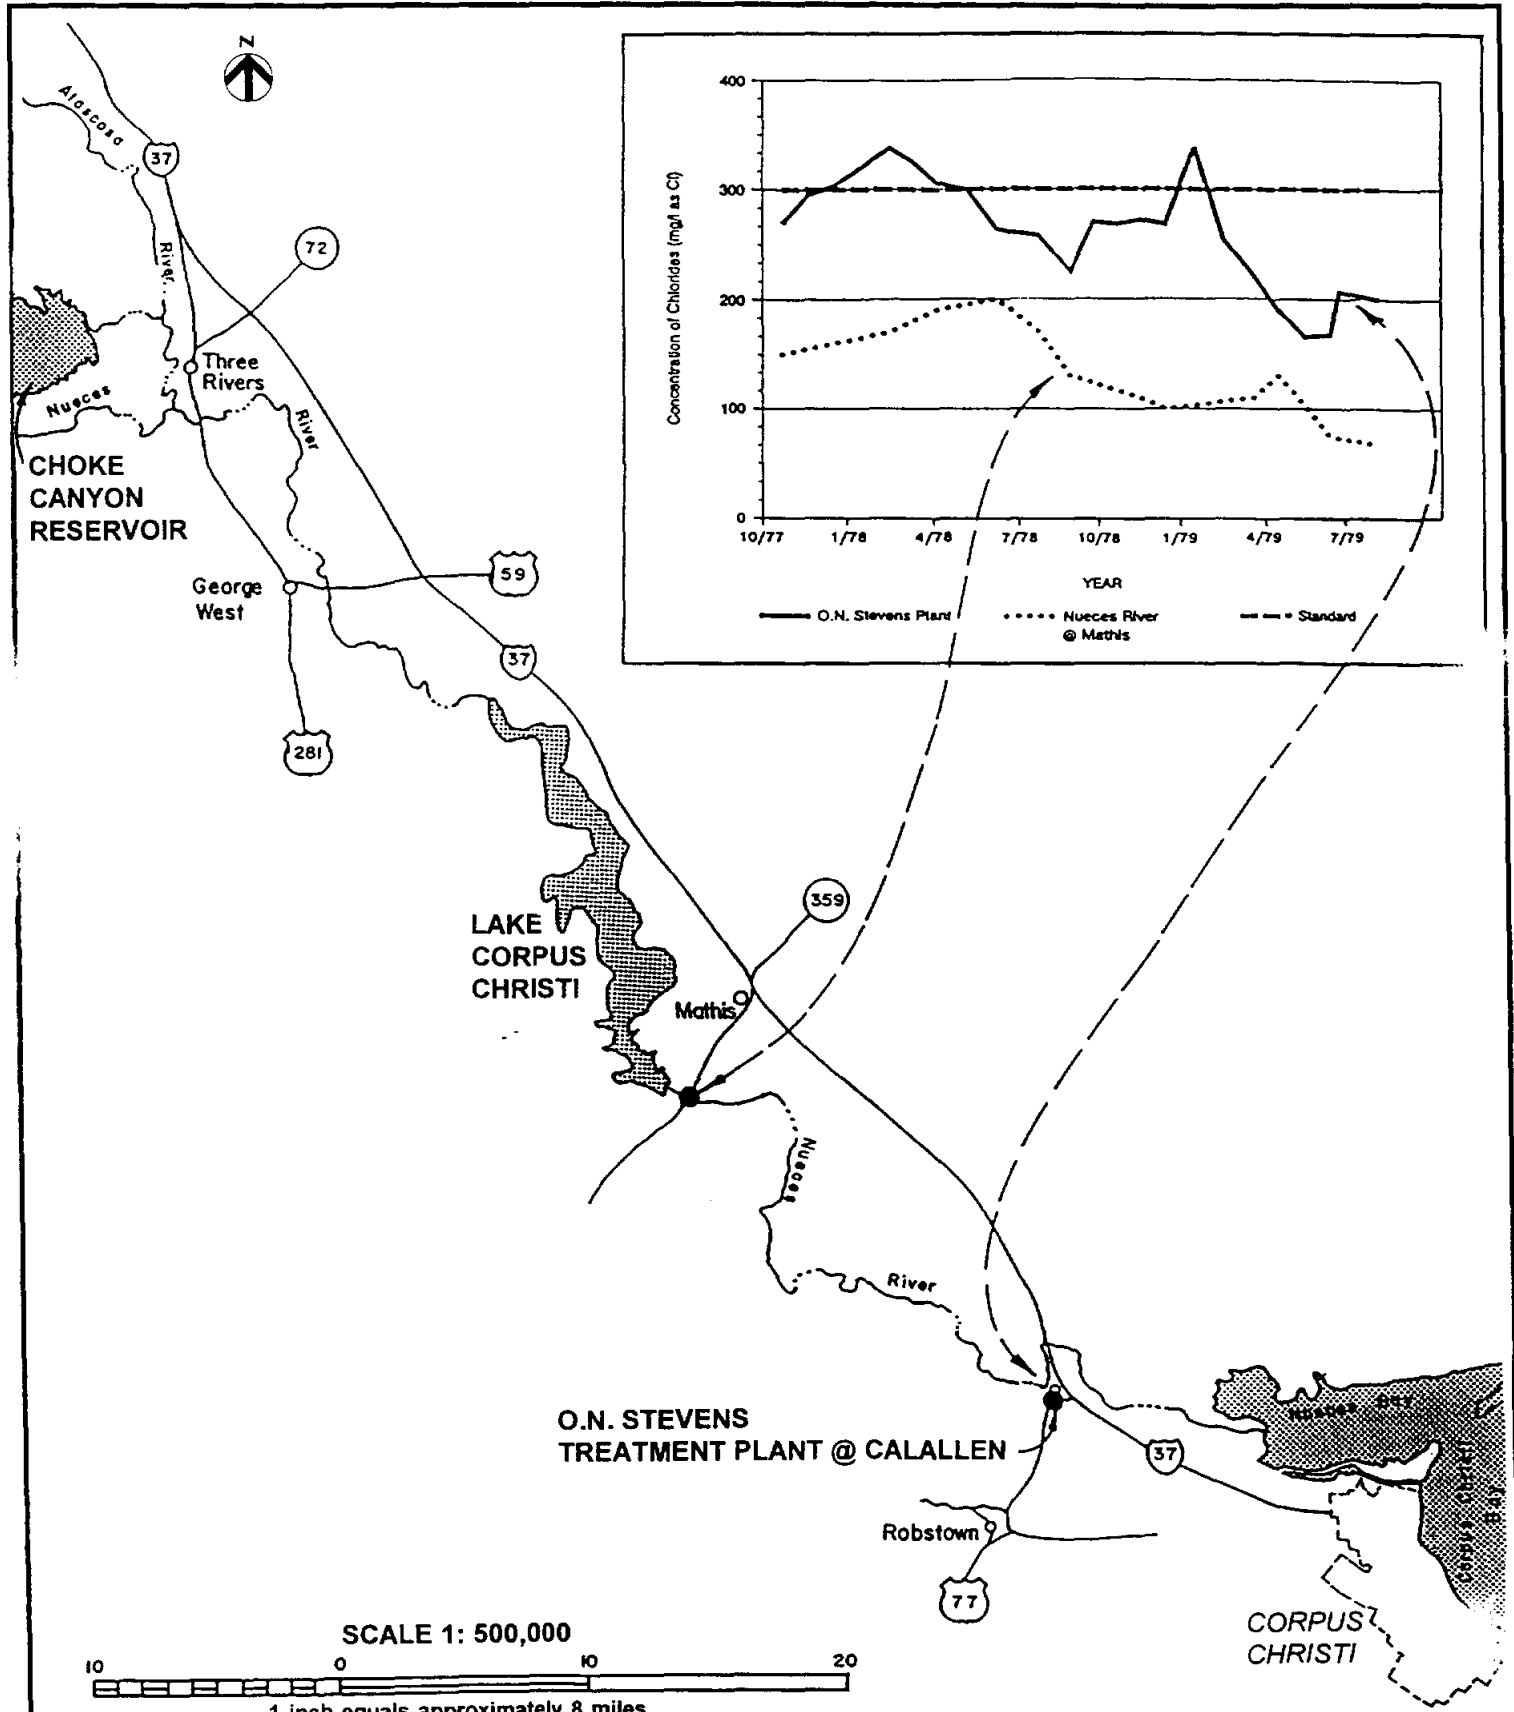 N
Atascosa
37
River
72
Three
Rivers
Nueces
River
CHOKE
CANYON
RESERVOIR
George
West
59
37
281
400
300
200
100
0
Concentration of Chlorides (mg/l as Cl)
10/77
1/78
4/78
7/78
10/78
1/79
4/79
7/79
YEAR
O.N. Stevens Plant
Nueces River
@ Mathis
Standard
359
LAKE
CORPUS
CHRISTI
Mathis
Nueces
River
O.N. STEVENS
TREATMENT PLANT @ CALALLEN
37
Nueces Bay
Corpus Christi
Bay
Robstown
77
CORPUS
CHRISTI
SCALE 1: 500,000
10
0
10
20
1 inch equals approximately 8 miles